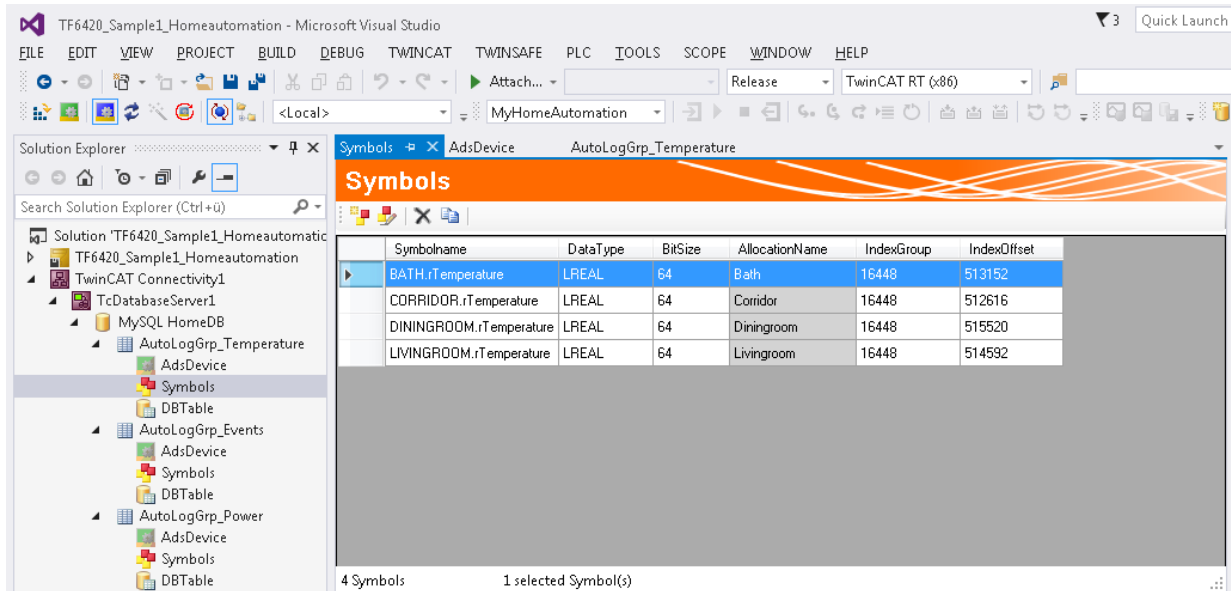 TF6420_Sample1_Homeautomation - Microsoft Visual Studio
3 Quick Launch
FILE EDIT VIEW PROJECT BUILD DEBUG TWINCAT TWINSAFE PLC TOOLS SCOPE WINDOW HELP
Attach... Release TwinCAT RT (x86)
<Local> MyHomeAutomation
Solution Explorer
Symbols AdsDevice AutoLogGrp_Temperature
Symbols
Search Solution Explorer (Ctrl+ü)
Solution 'TF6420_Sample1_Homeautomatic
TF6420_Sample1_Homeautomation
TwinCAT Connectivity1
TcDatabaseServer1
MySQL HomeDB
AutoLogGrp_Temperature
AdsDevice
Symbols
DBTable
AutoLogGrp_Events
AdsDevice
Symbols
DBTable
AutoLogGrp_Power
AdsDevice
Symbols
DBTable
Symbolname DataType BitSize AllocationName IndexGroup IndexOffset
BATH.rTemperature LREAL 64 Bath 16448 513152
CORRIDOR.rTemperature LREAL 64 Corridor 16448 512616
DININGROOM.rTemperature LREAL 64 Diningroom 16448 515520
LIVINGROOM.rTemperature LREAL 64 Livingroom 16448 514592
4 Symbols 1 selected Symbol(s)